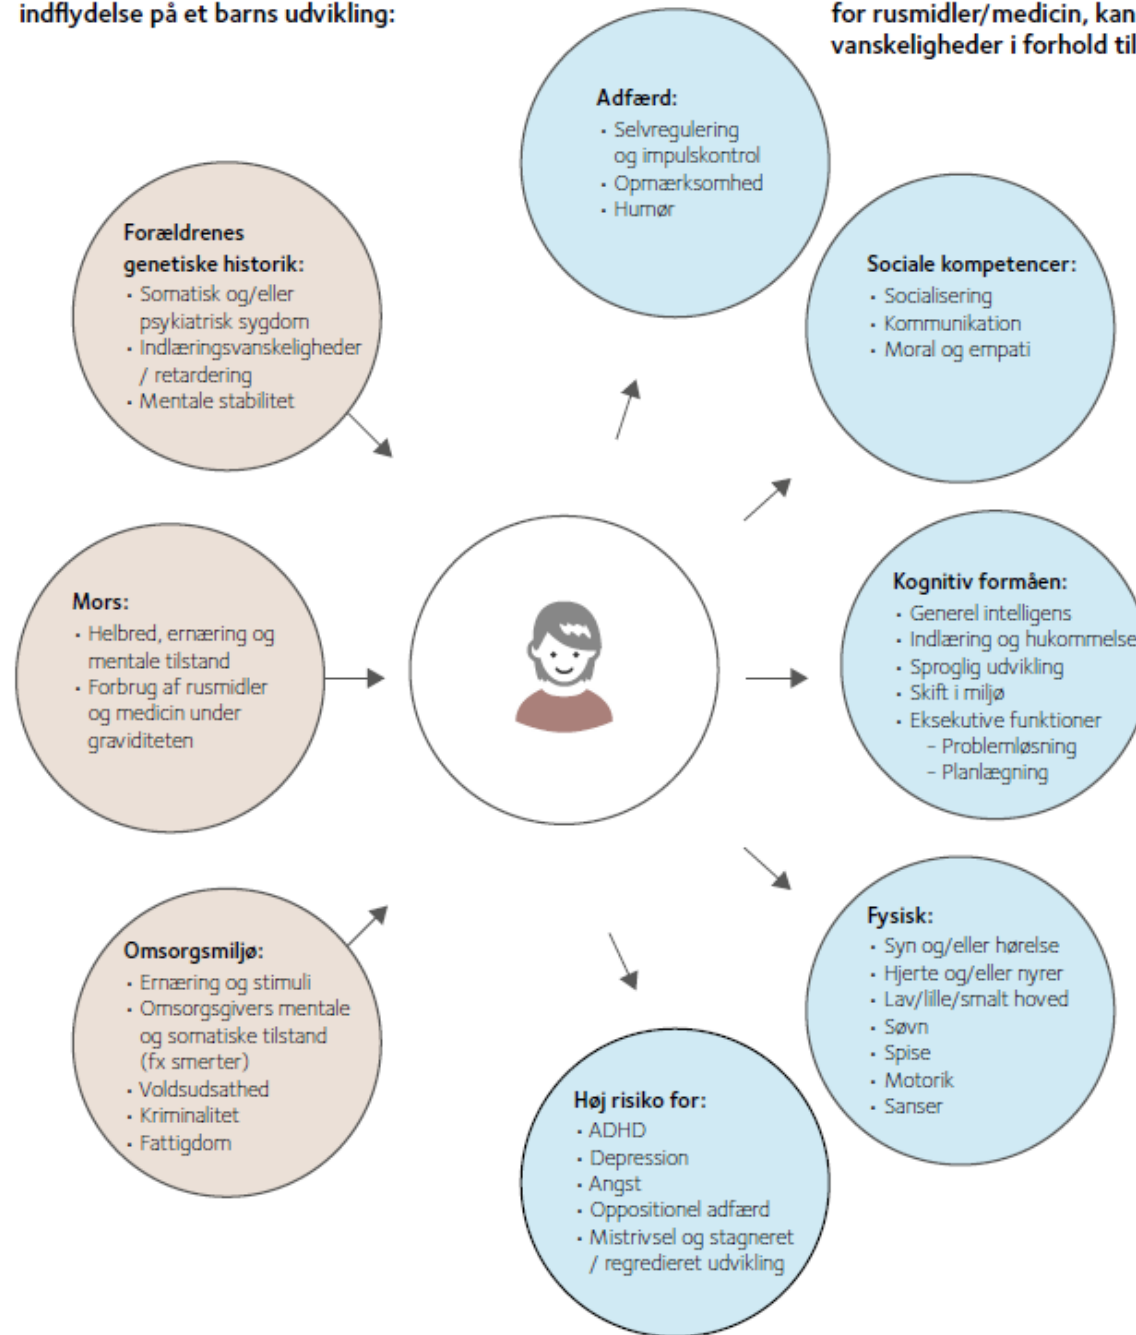 indflydelse på et barns udvikling:
for rusmidler/medicin, kan
vanskeligheder i forhold til
Forældrenes
genetiske historik:
• Somatisk og/eller
psykiatrisk sygdom
• Indlæringsvanskeligheder
/ retardering
• Mentale stabilitet
Mors:
• Helbred, ernæring og
mentale tilstand
• Forbrug af rusmidler
og medicin under
graviditeten
Omsorgsmiljø:
• Ernæring og stimuli
• Omsorgsgivers mentale
og somatiske tilstand
(fx smerter)
• Voldsudsathed
• Kriminalitet
• Fattigdom
Adfærd:
• Selvregulering
og impulskontrol
• Opmærksomhed
• Humør
Sociale kompetencer:
• Socialisering
• Kommunikation
• Moral og empati
Kognitiv formåen:
• Generel intelligens
• Indlæring og hukommelse
• Sproglig udvikling
• Skift i miljø
• Eksekutive funktioner
– Problemløsning
– Planlægning
Fysisk:
• Syn og/eller hørelse
• Hjerte og/eller nyrer
• Lav/lille/smalt hoved
• Søvn
• Spise
• Motorik
• Sanser
Høj risiko for:
• ADHD
• Depression
• Angst
• Oppositionel adfærd
• Mistrivsel og stagneret
/ regredieret udvikling